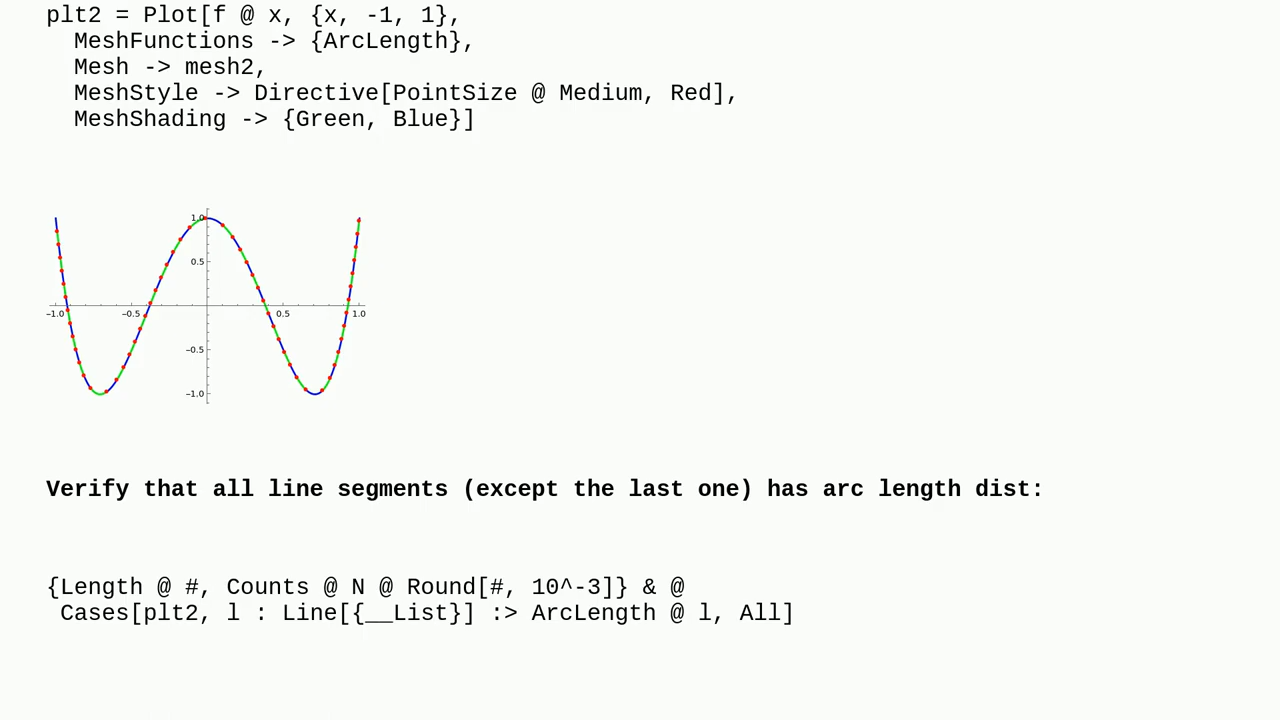 plt2 = Plot[f @ x, {x, -1, 1},
  MeshFunctions -> {ArcLength},
  Mesh -> mesh2,
  MeshStyle -> Directive[PointSize @ Medium, Red],
  MeshShading -> {Green, Blue}]
1.0
0.5
-1.0 -0.5 0.5 1.0
-0.5
-1.0
Verify that all line segments (except the last one) has arc length dist:
{Length @ #, Counts @ N @ Round[#, 10^-3]} & @
 Cases[plt2, l : Line[{__List}] :> ArcLength @ l, All]